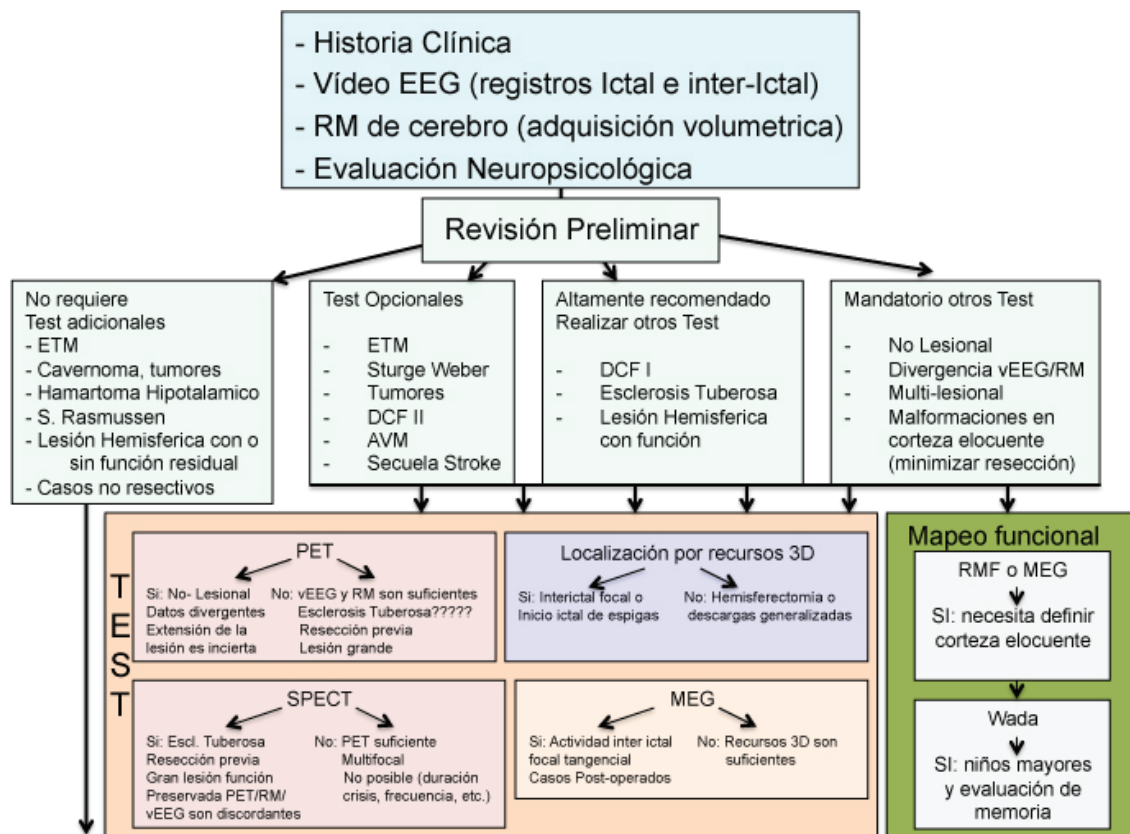 - Historia Clínica
- Vídeo EEG (registros Ictal e inter-Ictal)
- RM de cerebro (adquisición volumetrica)
- Evaluación Neuropsicológica
Revisión Preliminar
No requiere
Test adicionales
- ETM
- Cavernoma, tumores
- Hamartoma Hipotalamico
- S. Rasmussen
- Lesión Hemisferica con o
sin función residual
- Casos no resectivos
Test Opcionales
- ETM
- Sturge Weber
- Tumores
- DCF II
- AVM
- Secuela Stroke
Altamente recomendado
Realizar otros Test
- DCF I
- Esclerosis Tuberosa
- Lesión Hemisferica
con función
Mandatorio otros Test
- No Lesional
- Divergencia vEEG/RM
- Multi-lesional
- Malformaciones en
corteza elocuente
(minimizar resección)
TEST
PET
Si: No- Lesional
Datos divergentes
Extensión de la
lesión es incierta
No: vEEG y RM son suficientes
Esclerosis Tuberosa?????
Resección previa
Lesión grande
Localización por recursos 3D
Si: Interictal focal o
Inicio ictal de espigas
No: Hemisferectomía o
descargas generalizadas
SPECT
Si: Escl. Tuberosa
Resección previa
Gran lesión función
Preservada PET/RM/
vEEG son discordantes
No: PET suficiente
Multifocal
No posible (duración
crisis, frecuencia, etc.)
MEG
Si: Actividad inter ictal
focal tangencial
Casos Post-operados
No: Recursos 3D son
suficientes
Mapeo funcional
RMF o MEG
SI: necesita definir
corteza elocuente
Wada
SI: niños mayores
y evaluación de
memoria